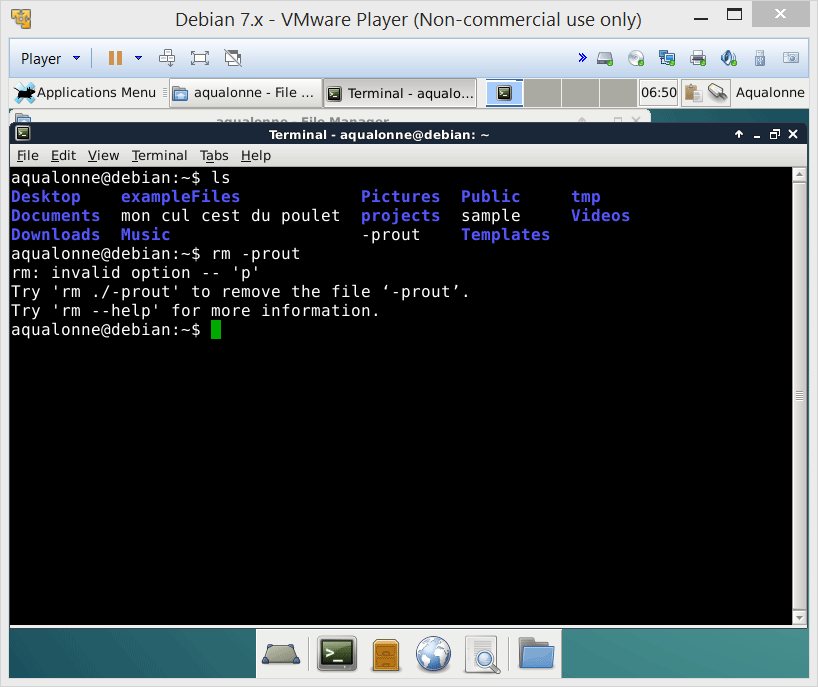 Debian 7.x - VMware Player (Non-commercial use only)
Player
Applications Menu aqualonne - File ... Terminal - aqualo... 06:50 Aqualonne
aqualonne - File Manager
Terminal - aqualonne@debian: ~
File Edit View Terminal Tabs Help
aqualonne@debian:~$ ls
Desktop exampleFiles Pictures Public tmp
Documents mon cul cest du poulet projects sample Videos
Downloads Music -prout Templates
aqualonne@debian:~$ rm -prout
rm: invalid option -- 'p'
Try 'rm ./-prout' to remove the file ‘-prout’.
Try 'rm --help' for more information.
aqualonne@debian:~$